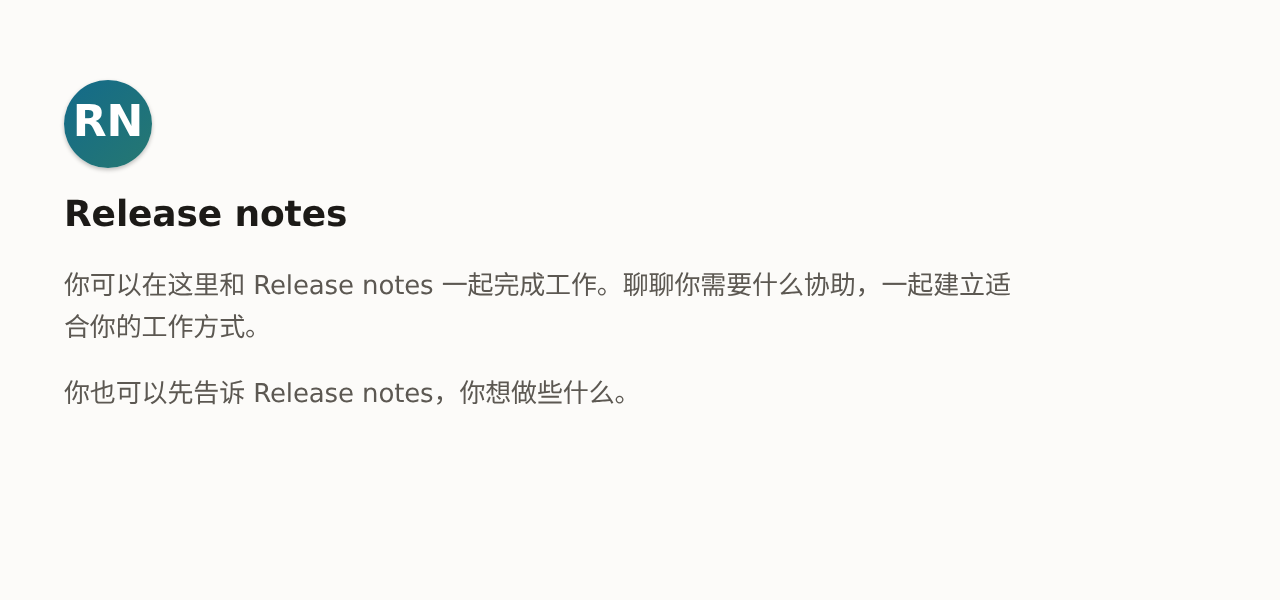 RN
Release notes
你可以在这里和 Release notes 一起完成工作。聊聊你需要什么协助，一起建立适
合你的工作方式。
你也可以先告诉 Release notes，你想做些什么。